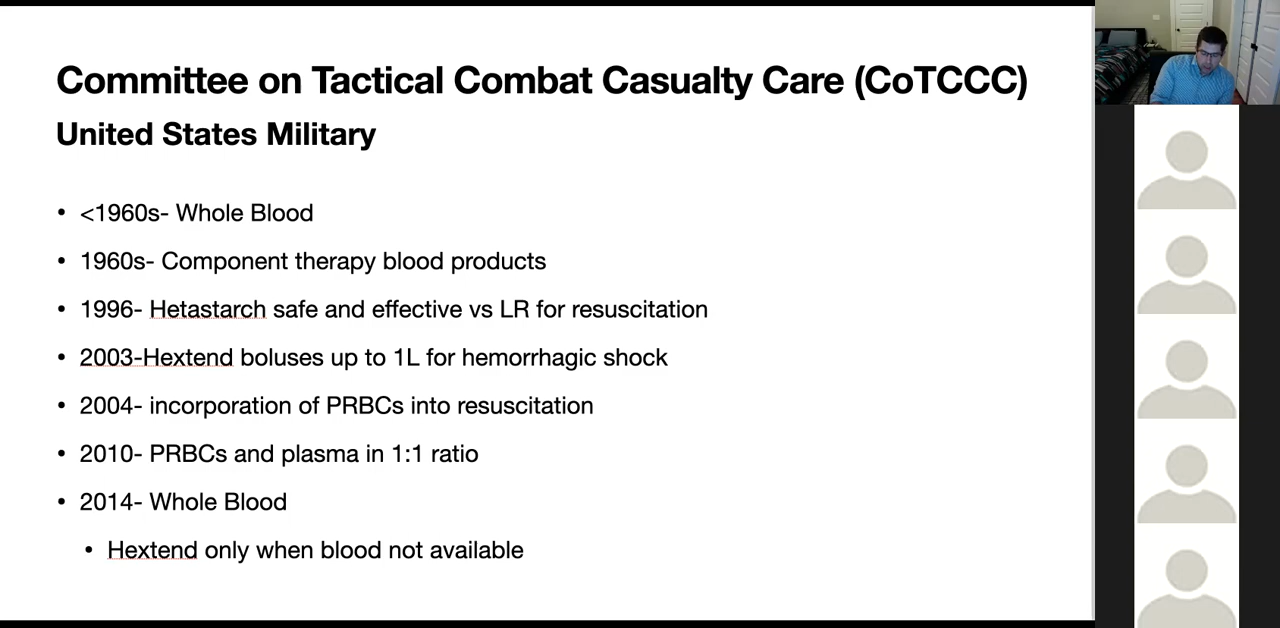 Committee on Tactical Combat Casualty Care (CoTCCC)
United States Military
• <1960s- Whole Blood
• 1960s- Component therapy blood products
• 1996- Hetastarch safe and effective vs LR for resuscitation
• 2003-Hextend boluses up to 1L for hemorrhagic shock
• 2004- incorporation of PRBCs into resuscitation
• 2010- PRBCs and plasma in 1:1 ratio
• 2014- Whole Blood
• Hextend only when blood not available